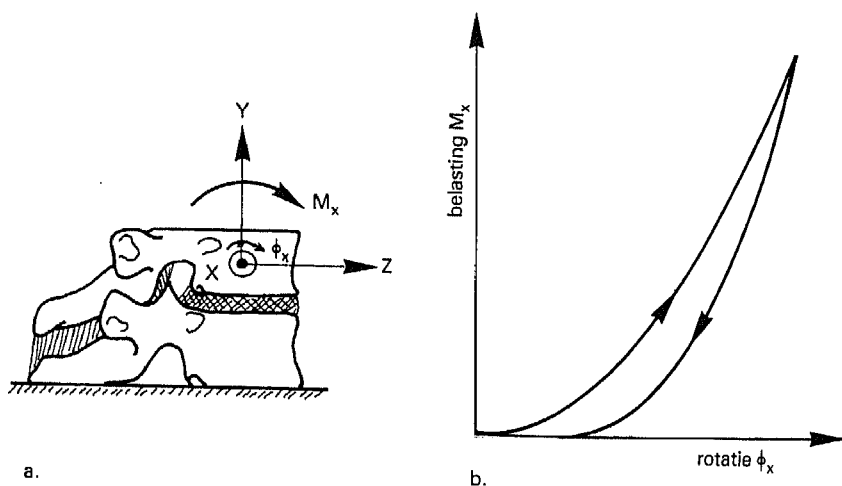 Y
M_x
ϕ_x
X
Z
a.
belasting M_x
rotatie ϕ_x
b.